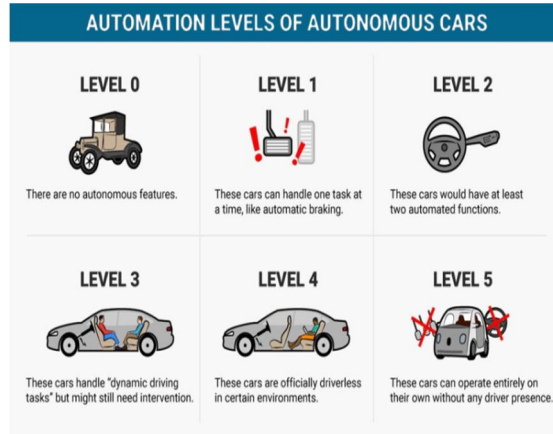 AUTOMATION LEVELS OF AUTONOMOUS CARS
LEVEL 0
There are no autonomous features.
LEVEL 1
These cars can handle one task at
a time, like automatic braking.
LEVEL 2
These cars would have at least
two automated functions.
LEVEL 3
These cars handle "dynamic driving
tasks" but might still need intervention.
LEVEL 4
These cars are officially driverless
in certain environments.
LEVEL 5
These cars can operate entirely on
their own without any driver presence.